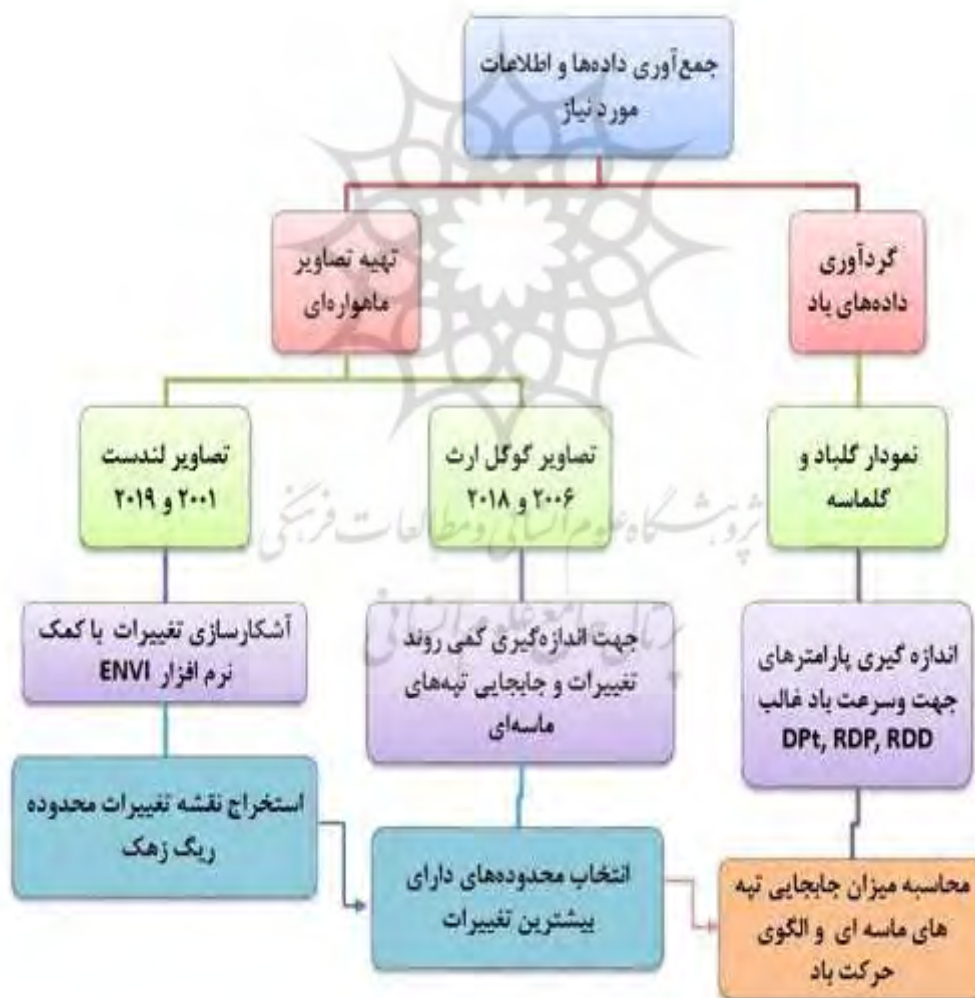 جمع‌آوری داده‌ها و اطلاعات
مورد نیاز
گردآوری
داده‌های باد
تهیه تصاویر
ماهواره‌ای
نمودار گلباد و
گلماسه
تصاویر گوگل ارث
۲۰۰۶ و ۲۰۱۸
تصاویر لندست
۲۰۰۱ و ۲۰۱۹
پژوهشگاه علوم انسانی و مطالعات فرهنگی
پرتال جامع علوم انسانی
اندازه گیری پارامترهای
جهت وسرعت باد غالب
DPt, RDP, RDD
جهت اندازه‌گیری کمی روند
تغییرات و جابجایی تپه‌های
ماسه‌ای
آشکارسازی تغییرات با کمک
نرم افزار ENVI
استخراج نقشه تغییرات محدوده
ریگ زهک
انتخاب محدوده‌های دارای
بیشترین تغییرات
محاسبه میزان جابجایی تپه
های ماسه ای و الگوی
حرکت باد